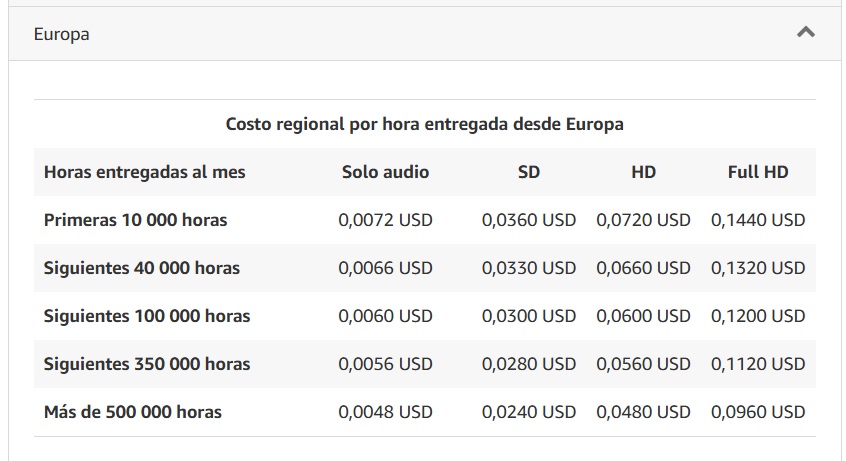 Europa
Costo regional por hora entregada desde Europa
Horas entregadas al mes Solo audio SD HD Full HD
Primeras 10 000 horas 0,0072 USD 0,0360 USD 0,0720 USD 0,1440 USD
Siguientes 40 000 horas 0,0066 USD 0,0330 USD 0,0660 USD 0,1320 USD
Siguientes 100 000 horas 0,0060 USD 0,0300 USD 0,0600 USD 0,1200 USD
Siguientes 350 000 horas 0,0056 USD 0,0280 USD 0,0560 USD 0,1120 USD
Más de 500 000 horas 0,0048 USD 0,0240 USD 0,0480 USD 0,0960 USD